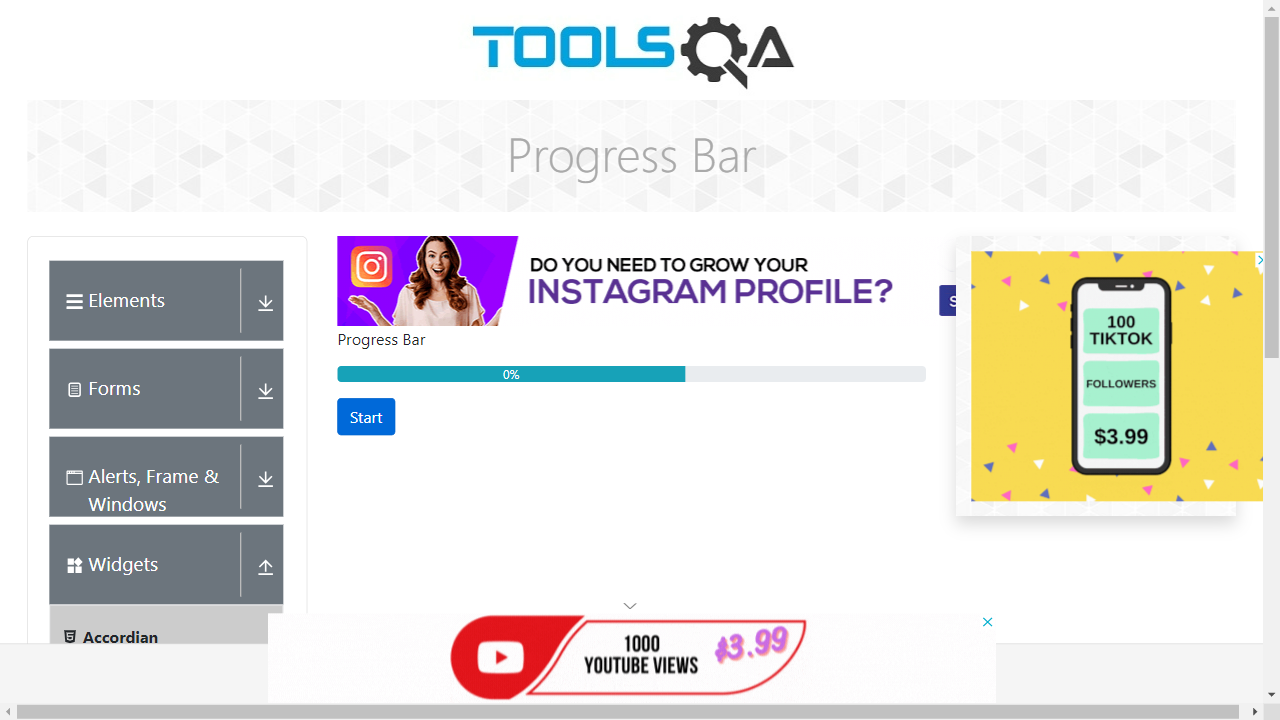 TOOLSQA
Progress Bar
Elements
Forms
Alerts, Frame &
Windows
Widgets
Accordian
DO YOU NEED TO GROW YOUR
INSTAGRAM PROFILE?
Progress Bar
0%
Start
100
TIKTOK
FOLLOWERS
$3.99
1000
YOUTUBE VIEWS
$3.99